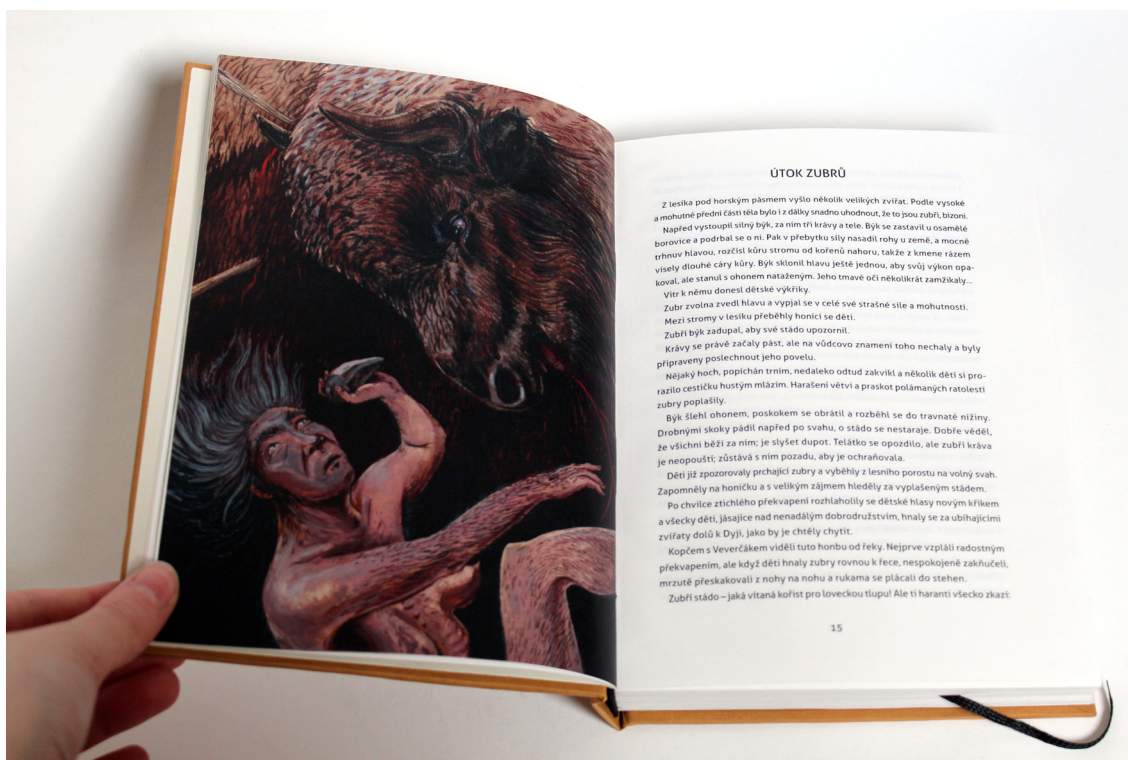 ÚTOK ZUBRŮ
Z lesíka pod horským pásmem vyšlo několik velikých zvířat. Podle vysoké
a mohutné přední části těla bylo i z dálky snadno uhodnout, že to jsou zubři, bizoni.
Napřed vystoupil silný býk, za ním tři krávy a tele. Býk se zastavil u osamělé
borovice a podrbal se o ni. Pak v přebytku síly nasadil rohy u země, a mocně
trhnuv hlavou, rozčísl kůru stromu od kořenů nahoru, takže z kmene rázem
visely dlouhé cáry kůry. Býk sklonil hlavu ještě jednou, aby svůj výkon opa-
koval, ale stanul s ohonem nataženým. Jeho tmavé oči několikrát zamžikaly...
Vítr k němu donesl dětské výkřiky.
Zubr zvolna zvedl hlavu a vypjal se v celé své strašné síle a mohutnosti.
Mezi stromy v lesíku přeběhly honící se děti.
Zubří býk zadupal, aby své stádo upozornil.
Krávy se právě začaly pást, ale na vůdcovo znamení toho nechaly a byly
připraveny poslechnout jeho povelu.
Nějaký hoch, popíchán trním, nedaleko odtud zakvikl a několik dětí si pro-
razilo cestičku hustým mlázím. Harašení větví a praskot polámaných ratolestí
zubry poplašily.
Býk šlehl ohonem, poskokem se obrátil a rozběhl se do travnaté nížiny.
Drobnými skoky pádil napřed po svahu, o stádo se nestaraje. Dobře věděl,
že všichni běží za ním; je slyšet dupot. Telátko se opozdilo, ale zubří kráva
je neopouští; zůstává s ním pozadu, aby je ochraňovala.
Děti již zpozorovaly prchající zubry a vyběhly z lesního porostu na volný svah.
Zapomněly na honičku a s velikým zájmem hleděly za vyplašeným stádem.
Po chvilce ztichlého překvapení rozhlaholily se dětské hlasy novým křikem
a všecky děti, jásajíce nad nenadálým dobrodružstvím, hnaly se za ubíhajícími
zvířaty dolů k Dyji, jako by je chtěly chytit.
Kopčem s Veverčákem viděli tuto honbu od řeky. Nejprve vzpláli radostným
překvapením, ale když děti hnaly zubry rovnou k řece, nespokojeně zakňučeli,
mrzutě přeskakovali z nohy na nohu a rukama se plácali do stehen.
Zubří stádo – jaká vítaná kořist pro loveckou tlupu! Ale ti haranti všecko zkazí:
15